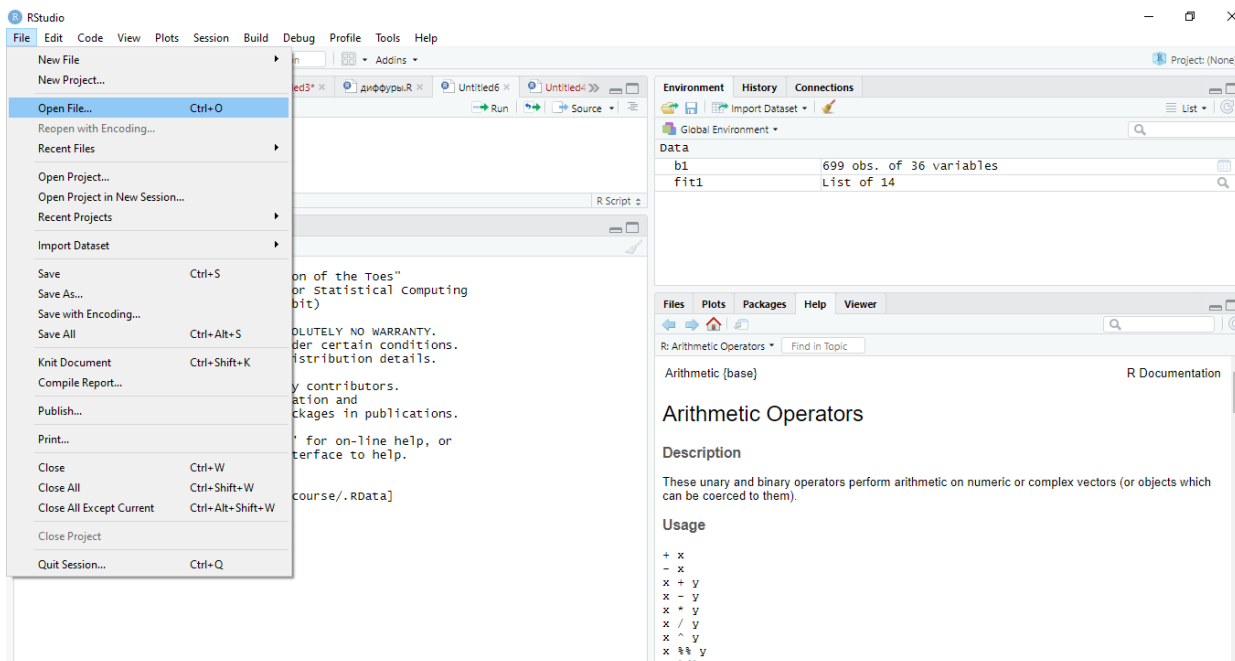 RStudio
File Edit Code View Plots Session Build Debug Profile Tools Help
New File
New Project...
Open File... Ctrl+O
Reopen with Encoding...
Recent Files
Open Project...
Open Project in New Session...
Recent Projects
Import Dataset
Save Ctrl+S
Save As...
Save with Encoding...
Save All Ctrl+Alt+S
Knit Document Ctrl+Shift+K
Compile Report...
Publish...
Print...
Close Ctrl+W
Close All Ctrl+Shift+W
Close All Except Current Ctrl+Alt+Shift+W
Close Project
Quit Session... Ctrl+Q
Addins
Project: (None
ed3* диффуры.R Untitled6 Untitled4
Run Source
R Script
on of the Toes"
or Statistical Computing
bit)
OLUTELY NO WARRANTY.
der certain conditions.
istribution details.
y contributors.
ation and
ckages in publications.
' for on-line help, or
terface to help.
course/.RData]
Environment History Connections
Import Dataset List
Global Environment
Data
b1 699 obs. of 36 variables
fit1 List of 14
Files Plots Packages Help Viewer
R: Arithmetic Operators Find in Topic
Arithmetic {base} R Documentation
Arithmetic Operators
Description
These unary and binary operators perform arithmetic on numeric or complex vectors (or objects which
can be coerced to them).
Usage
+ x
- x
x + y
x - y
x * y
x / y
x ^ y
x %% y